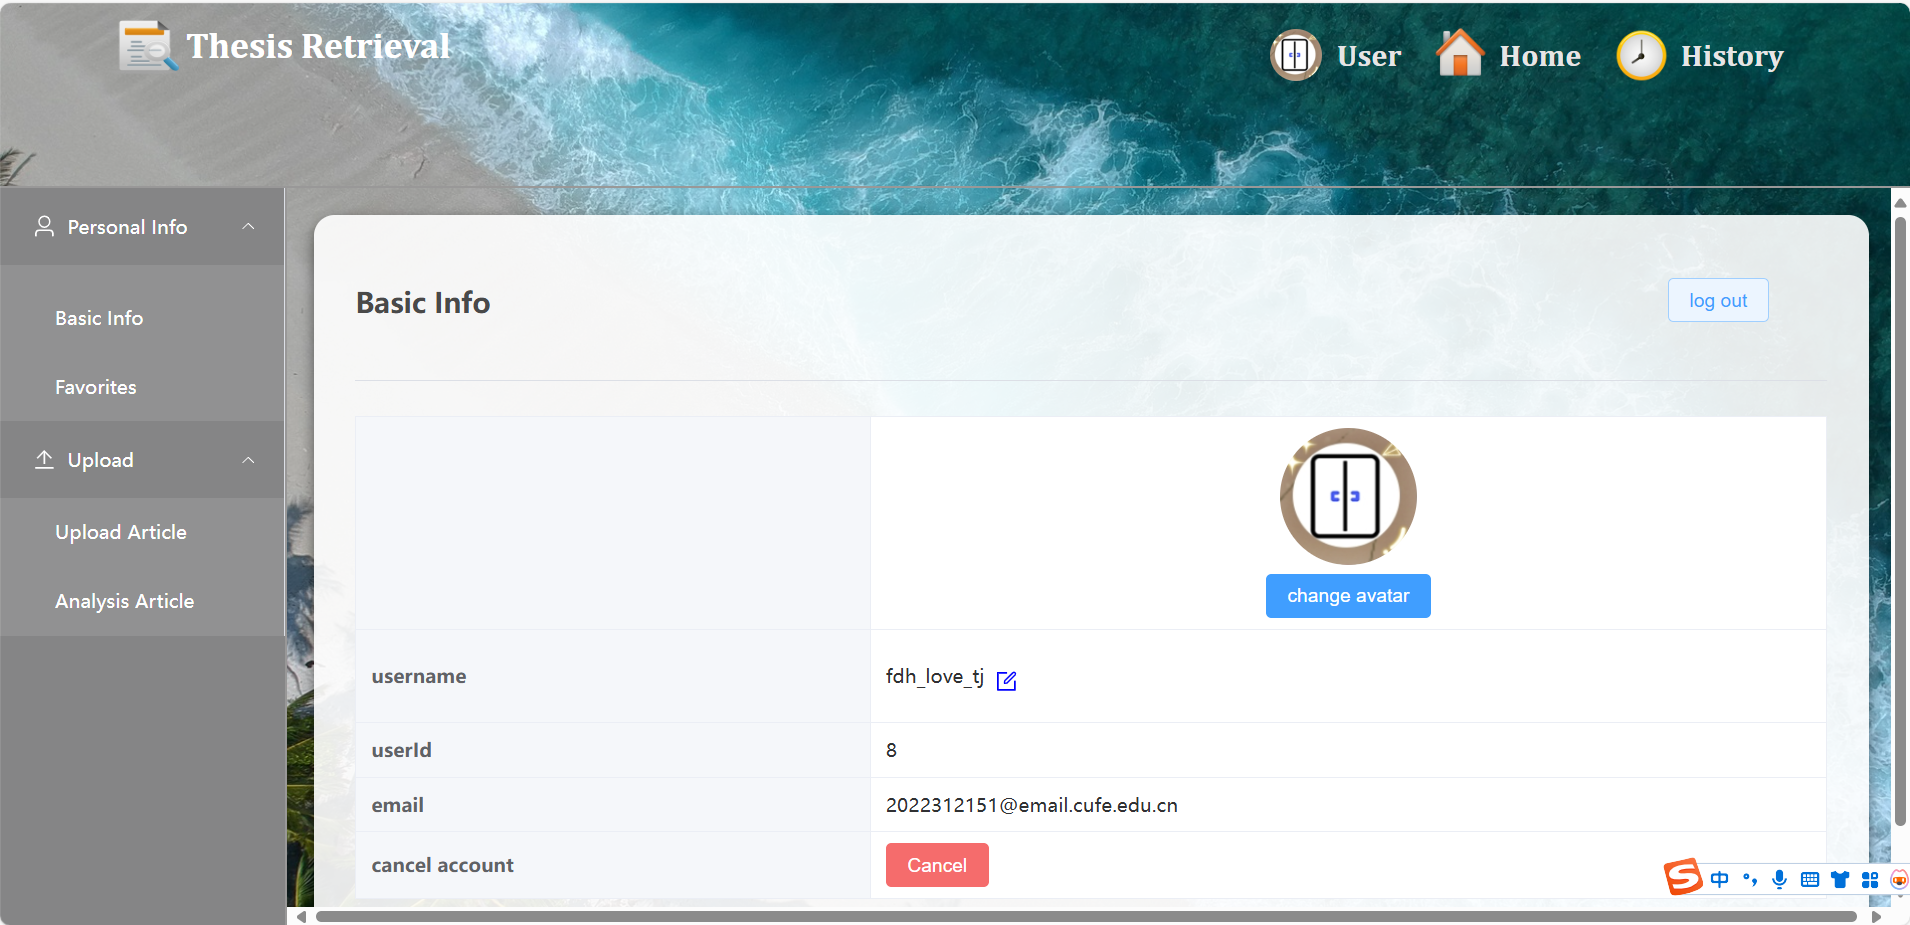 Thesis Retrieval
User
Home
History
Personal Info
Basic Info
Favorites
Upload
Upload Article
Analysis Article
Basic Info
log out
change avatar
username
fdh_love_tj
userId
8
email
2022312151@email.cufe.edu.cn
cancel account
Cancel
S中